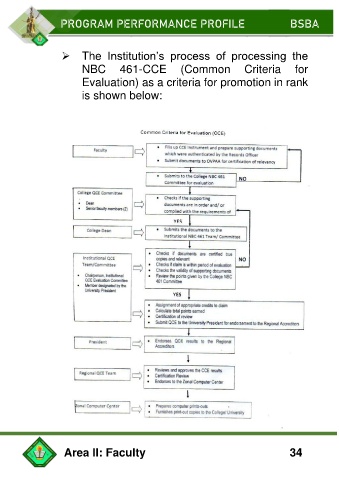 PROGRAM PERFORMANCE PROFILE BSBA
➢ The Institution's process of processing the
NBC 461-CCE (Common Criteria for
Evaluation) as a criteria for promotion in rank
is shown below:
Common Criteria for Evaluation (CCE)
Faculty
• Fills up CCE Instrument and prepare supporting documents
which were authenticated by the Records Officer
• Submit documents to OVPAA for certification of relevancy
• Submits to the College NBC 461
Committee for evaluation
NO
College QCE Committee
• Dean
• Senior faculty members (2)
• Checks if the supporting
documents are in order and/ or
complied with the requirements of
YES
College Dean
• Submits the documents to the
Institutional NBC 461 Team/ Committee
Institutional QCE
Team/Committee
• Chairperson, Institutional
QCE Evaluation Committee
• Member designated by the
University President
• Checks if documents are certified true
copies and relevant
• Checks if claim is within period of evaluation
• Checks the validity of supporting documents
• Review the points given by the College NBC
461 Committee
NO
YES
• Assignment of appropriate credits to claim
• Calculate total points earned
• Certification of review
• Submit QCE to the University President for endorsement to the Regional Accreditors
President
• Endorses QCE results to the Regional
Accreditors
Regional QCE Team
• Reviews and approves the CCE results
• Certification Review
• Endorses to the Zonal Computer Center
Zonal Computer Center
• Prepares computer prints-outs
• Furnishes print-out copies to the College/ University
Area II: Faculty 34